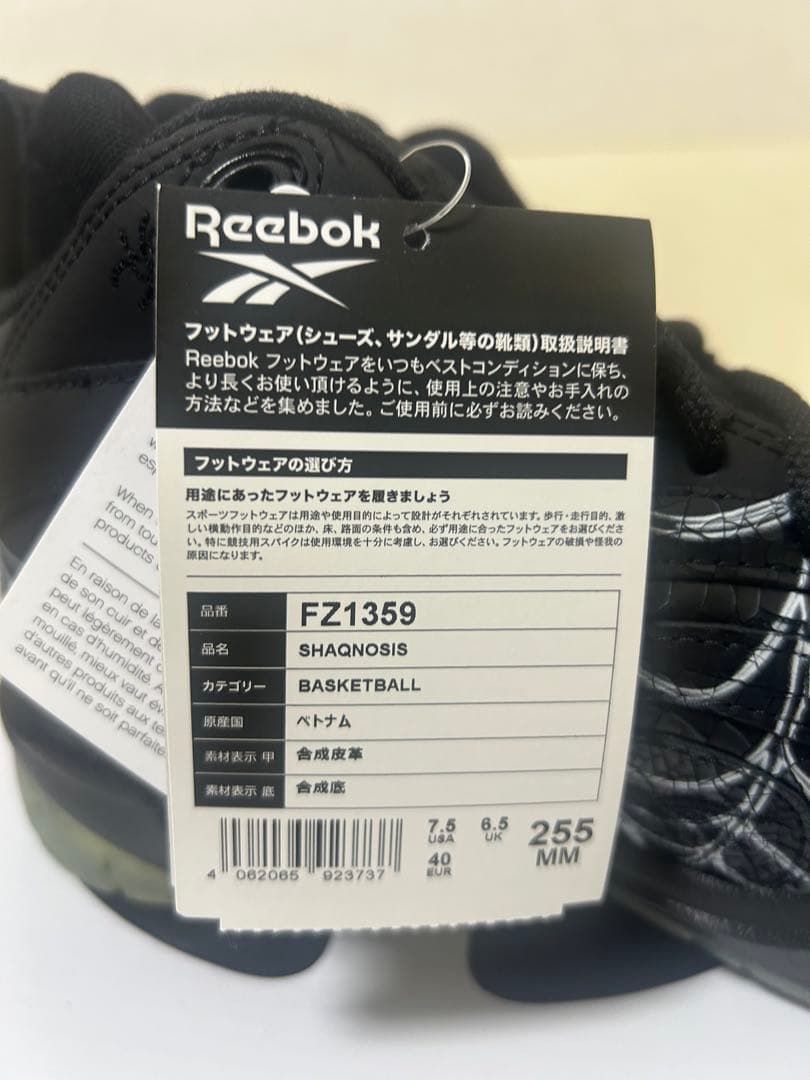 Reebok
フットウェア(シューズ、サンダル等の靴類)取扱説明書
Reebok フットウェアをいつもベストコンディションに保ち、
より長くお使い頂けるように、使用上の注意やお手入れの
方法などを集めました。ご使用前に必ずお読みください。
フットウェアの選び方
用途にあったフットウェアを履きましょう
スポーツフットウェアは用途や使用目的によって設計がそれぞれされています。歩行・走行目的、激
しい横動作目的などのほか、床、路面の条件も含め、必ず用途に合ったフットウェアをお選びくださ
い。特に競技用スパイクは使用環境を十分に考慮し、お選びください。フットウェアの破損や怪我の
原因になります。
品番 FZ1359
品名 SHAQNOSIS
カテゴリー BASKETBALL
原産国 ベトナム
素材表示 甲 合成皮革
素材表示 底 合成底
7.5 6.5 255
USA UK MM
40
EUR
4 062065 923737
When
from tou
products
En raison de la
de son cuir et de
peut légèrement
en cas d'humidité. A
mouillé, mieux vaut év
d'autres produits aux te
avant qu'il ne soit parfaite